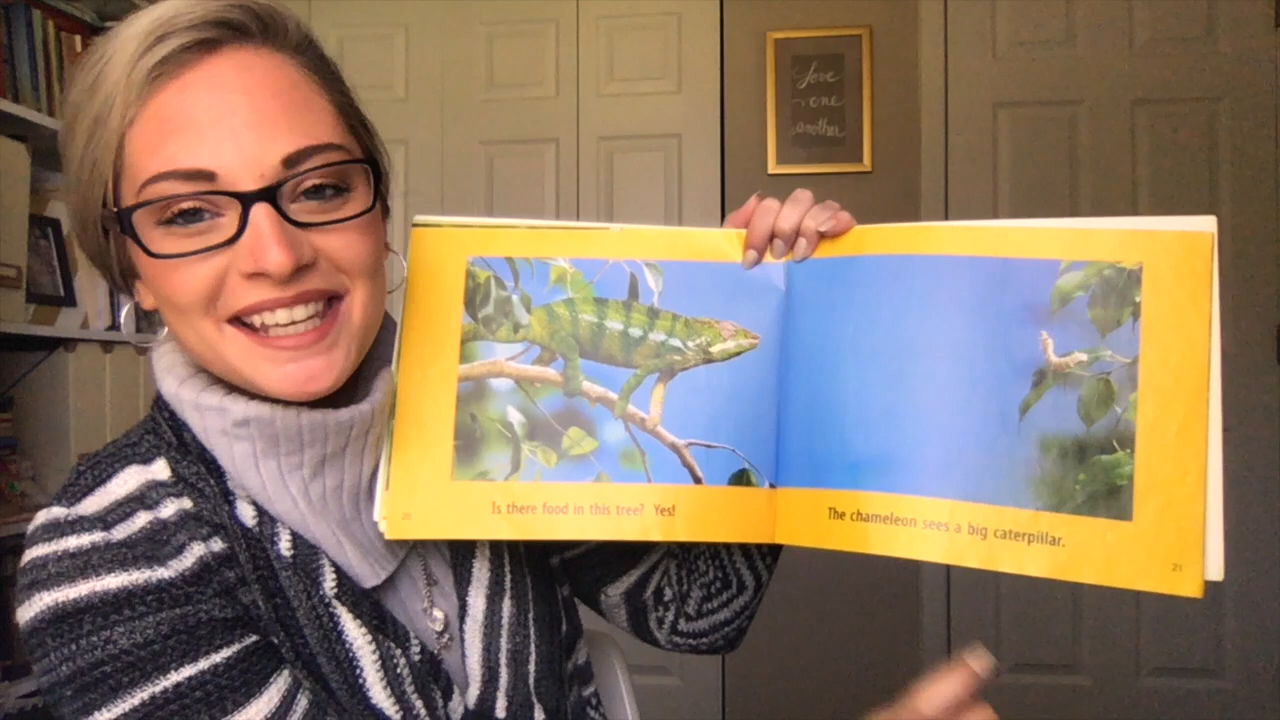 Love
one
another
Is there food in this tree? Yes!
The chameleon sees a big caterpillar.
20
21